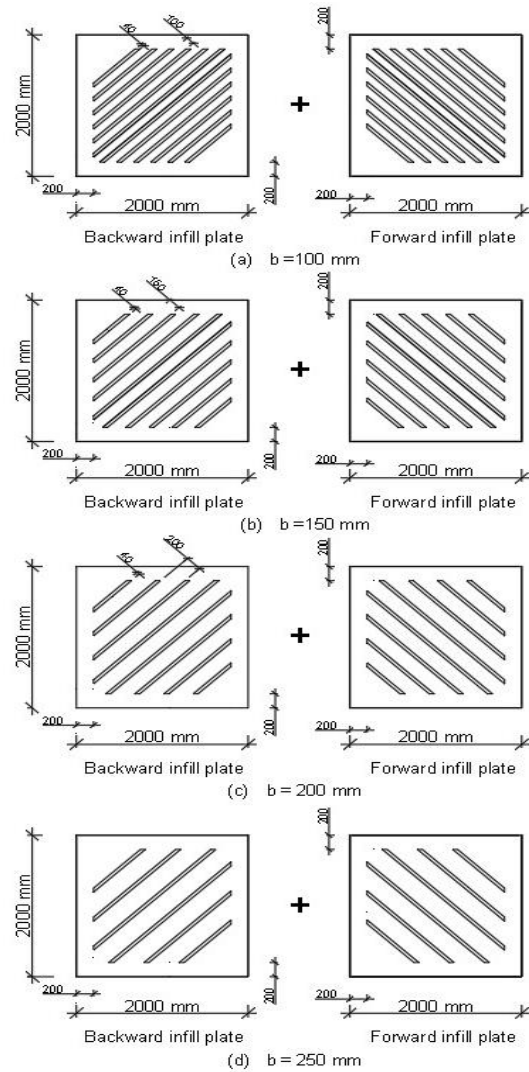 60 100 200
2000 mm
200 200 200
2000 mm 2000 mm
Backward infill plate Forward infill plate
(a) b =100 mm
60 150 200
2000 mm
200 200 200
2000 mm 2000 mm
Backward infill plate Forward infill plate
(b) b =150 mm
60 200 200
2000 mm
200 200 200
2000 mm 2000 mm
Backward infill plate Forward infill plate
(c) b = 200 mm
200
2000 mm
200 200 200
2000 mm 2000 mm
Backward infill plate Forward infill plate
(d) b = 250 mm